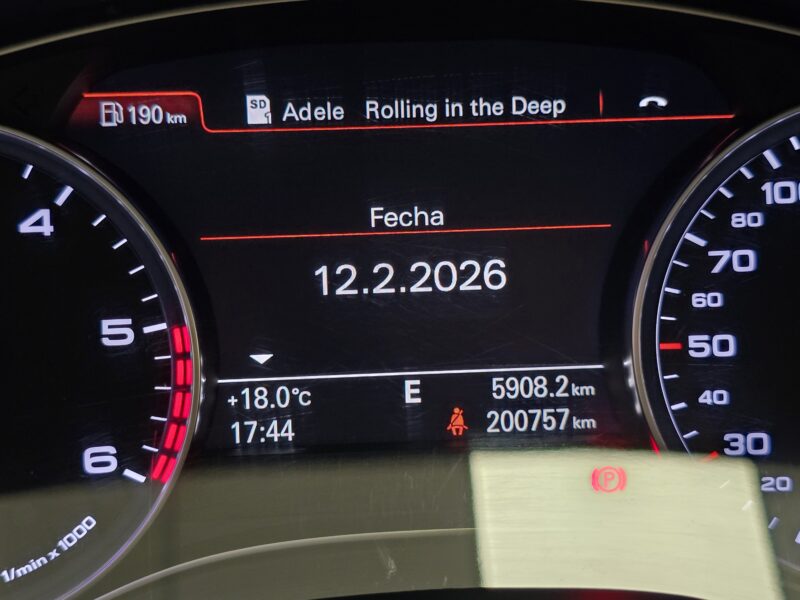 190 km
SD 1 Adele Rolling in the Deep
Fecha
12.2.2026
+18.0°C E 5908.2 km
17:44 200757 km
4
5
6
1/min x 1000
100
80
70
60
50
40
30
20
P